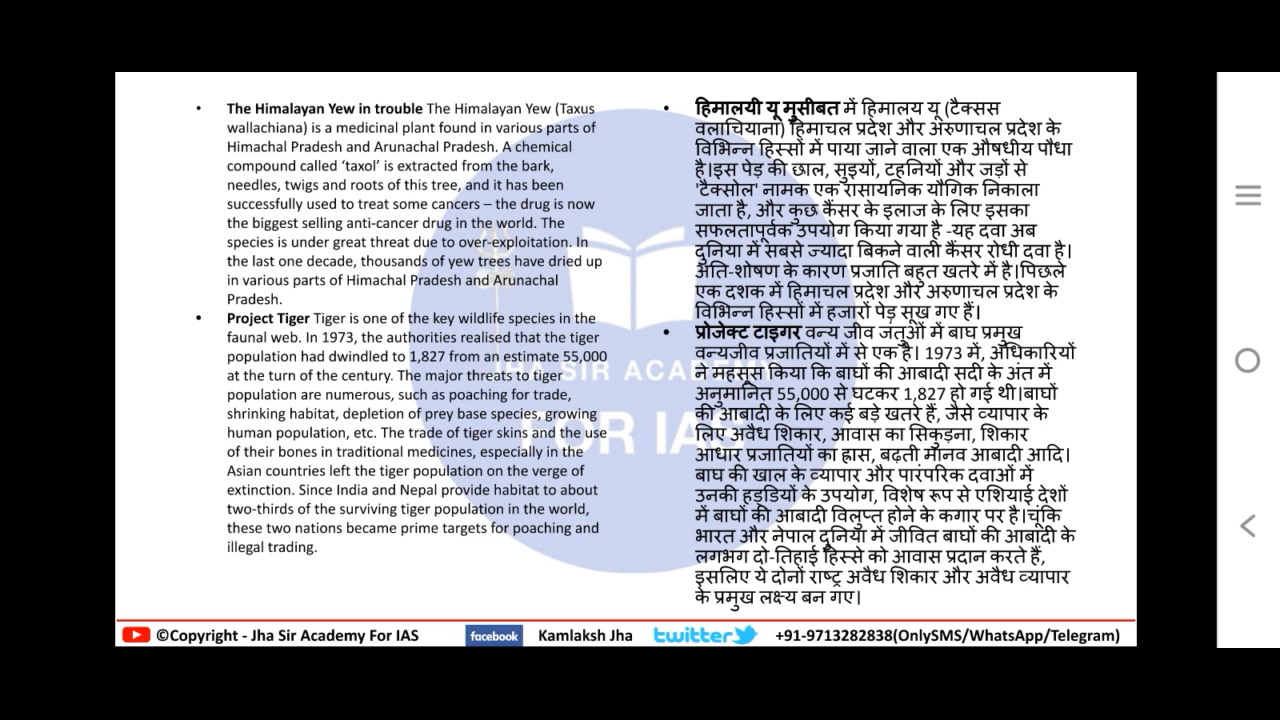 • The Himalayan Yew in trouble The Himalayan Yew (Taxus
wallachiana) is a medicinal plant found in various parts of
Himachal Pradesh and Arunachal Pradesh. A chemical
compound called ‘taxol’ is extracted from the bark,
needles, twigs and roots of this tree, and it has been
successfully used to treat some cancers – the drug is now
the biggest selling anti-cancer drug in the world. The
species is under great threat due to over-exploitation. In
the last one decade, thousands of yew trees have dried up
in various parts of Himachal Pradesh and Arunachal
Pradesh.
• Project Tiger Tiger is one of the key wildlife species in the
faunal web. In 1973, the authorities realised that the tiger
population had dwindled to 1,827 from an estimate 55,000
at the turn of the century. The major threats to tiger
population are numerous, such as poaching for trade,
shrinking habitat, depletion of prey base species, growing
human population, etc. The trade of tiger skins and the use
of their bones in traditional medicines, especially in the
Asian countries left the tiger population on the verge of
extinction. Since India and Nepal provide habitat to about
two-thirds of the surviving tiger population in the world,
these two nations became prime targets for poaching and
illegal trading.
• हिमालयी यू मुसीबत में हिमालय यू (टैक्सस
वलाचियाना) हिमाचल प्रदेश और अरुणाचल प्रदेश के
विभिन्न हिस्सों में पाया जाने वाला एक औषधीय पौधा
है।इस पेड़ की छाल, सुइयों, टहनियों और जड़ों से
'टैक्सोल' नामक एक रासायनिक यौगिक निकाला
जाता है, और कुछ कैंसर के इलाज के लिए इसका
सफलतापूर्वक उपयोग किया गया है -यह दवा अब
दुनिया में सबसे ज्यादा बिकने वाली कैंसर रोधी दवा है।
अति-शोषण के कारण प्रजाति बहुत खतरे में है।पिछले
एक दशक में हिमाचल प्रदेश और अरुणाचल प्रदेश के
विभिन्न हिस्सों में हजारों पेड़ सूख गए हैं।
• प्रोजेक्ट टाइगर वन्य जीव जंतुओं में बाघ प्रमुख
वन्यजीव प्रजातियों में से एक है। 1973 में, अधिकारियों
ने महसूस किया कि बाघों की आबादी सदी के अंत में
अनुमानित 55,000 से घटकर 1,827 हो गई थी।बाघों
की आबादी के लिए कई बड़े खतरे हैं, जैसे व्यापार के
लिए अवैध शिकार, आवास का सिकुड़ना, शिकार
आधार प्रजातियों का ह्रास, बढ़ती मानव आबादी आदि।
बाघ की खाल के व्यापार और पारंपरिक दवाओं में
उनकी हड्डियों के उपयोग, विशेष रूप से एशियाई देशों
में बाघों की आबादी विलुप्त होने के कगार पर है।चूंकि
भारत और नेपाल दुनिया में जीवित बाघों की आबादी के
लगभग दो-तिहाई हिस्से को आवास प्रदान करते हैं,
इसलिए ये दोनों राष्ट्र अवैध शिकार और अवैध व्यापार
के प्रमुख लक्ष्य बन गए।
JHA SIR ACADEMY
FOR IAS
©Copyright - Jha Sir Academy For IAS facebook Kamlaksh Jha twitter +91-9713282838(OnlySMS/WhatsApp/Telegram)